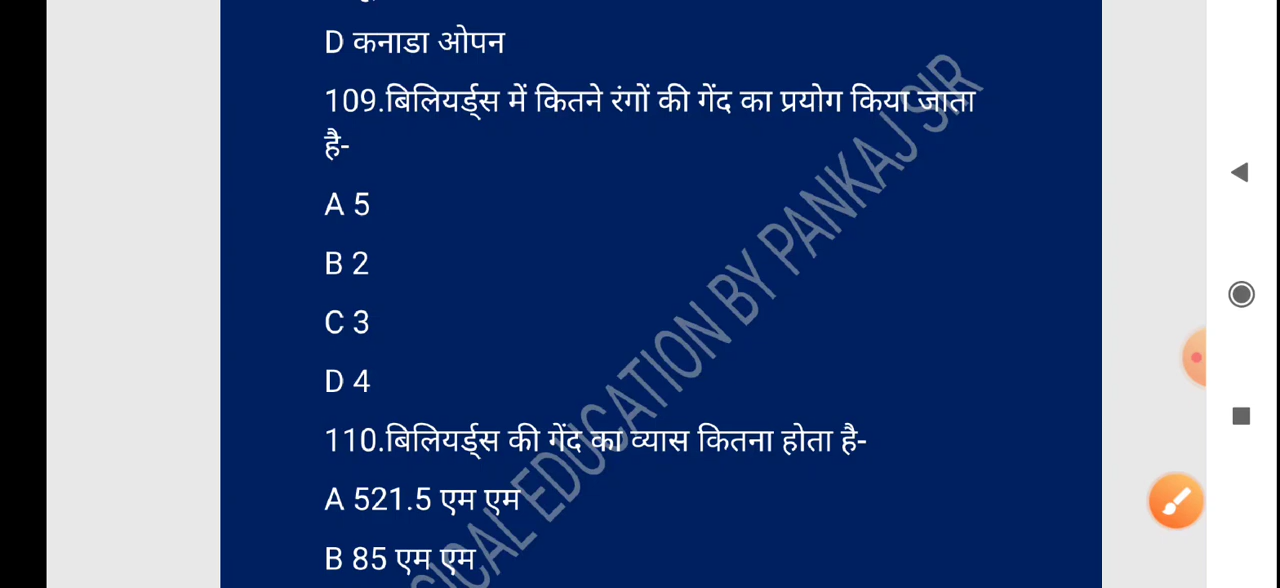 D कनाडा ओपन
109.बिलियर्ड्स में कितने रंगों की गेंद का प्रयोग किया जाता
है-
A 5
B 2
C 3
D 4
110.बिलियर्ड्स की गेंद का व्यास कितना होता है-
A 521.5 एम एम
B 85 एम एम
EDUCATION BY PANKAJ SIR